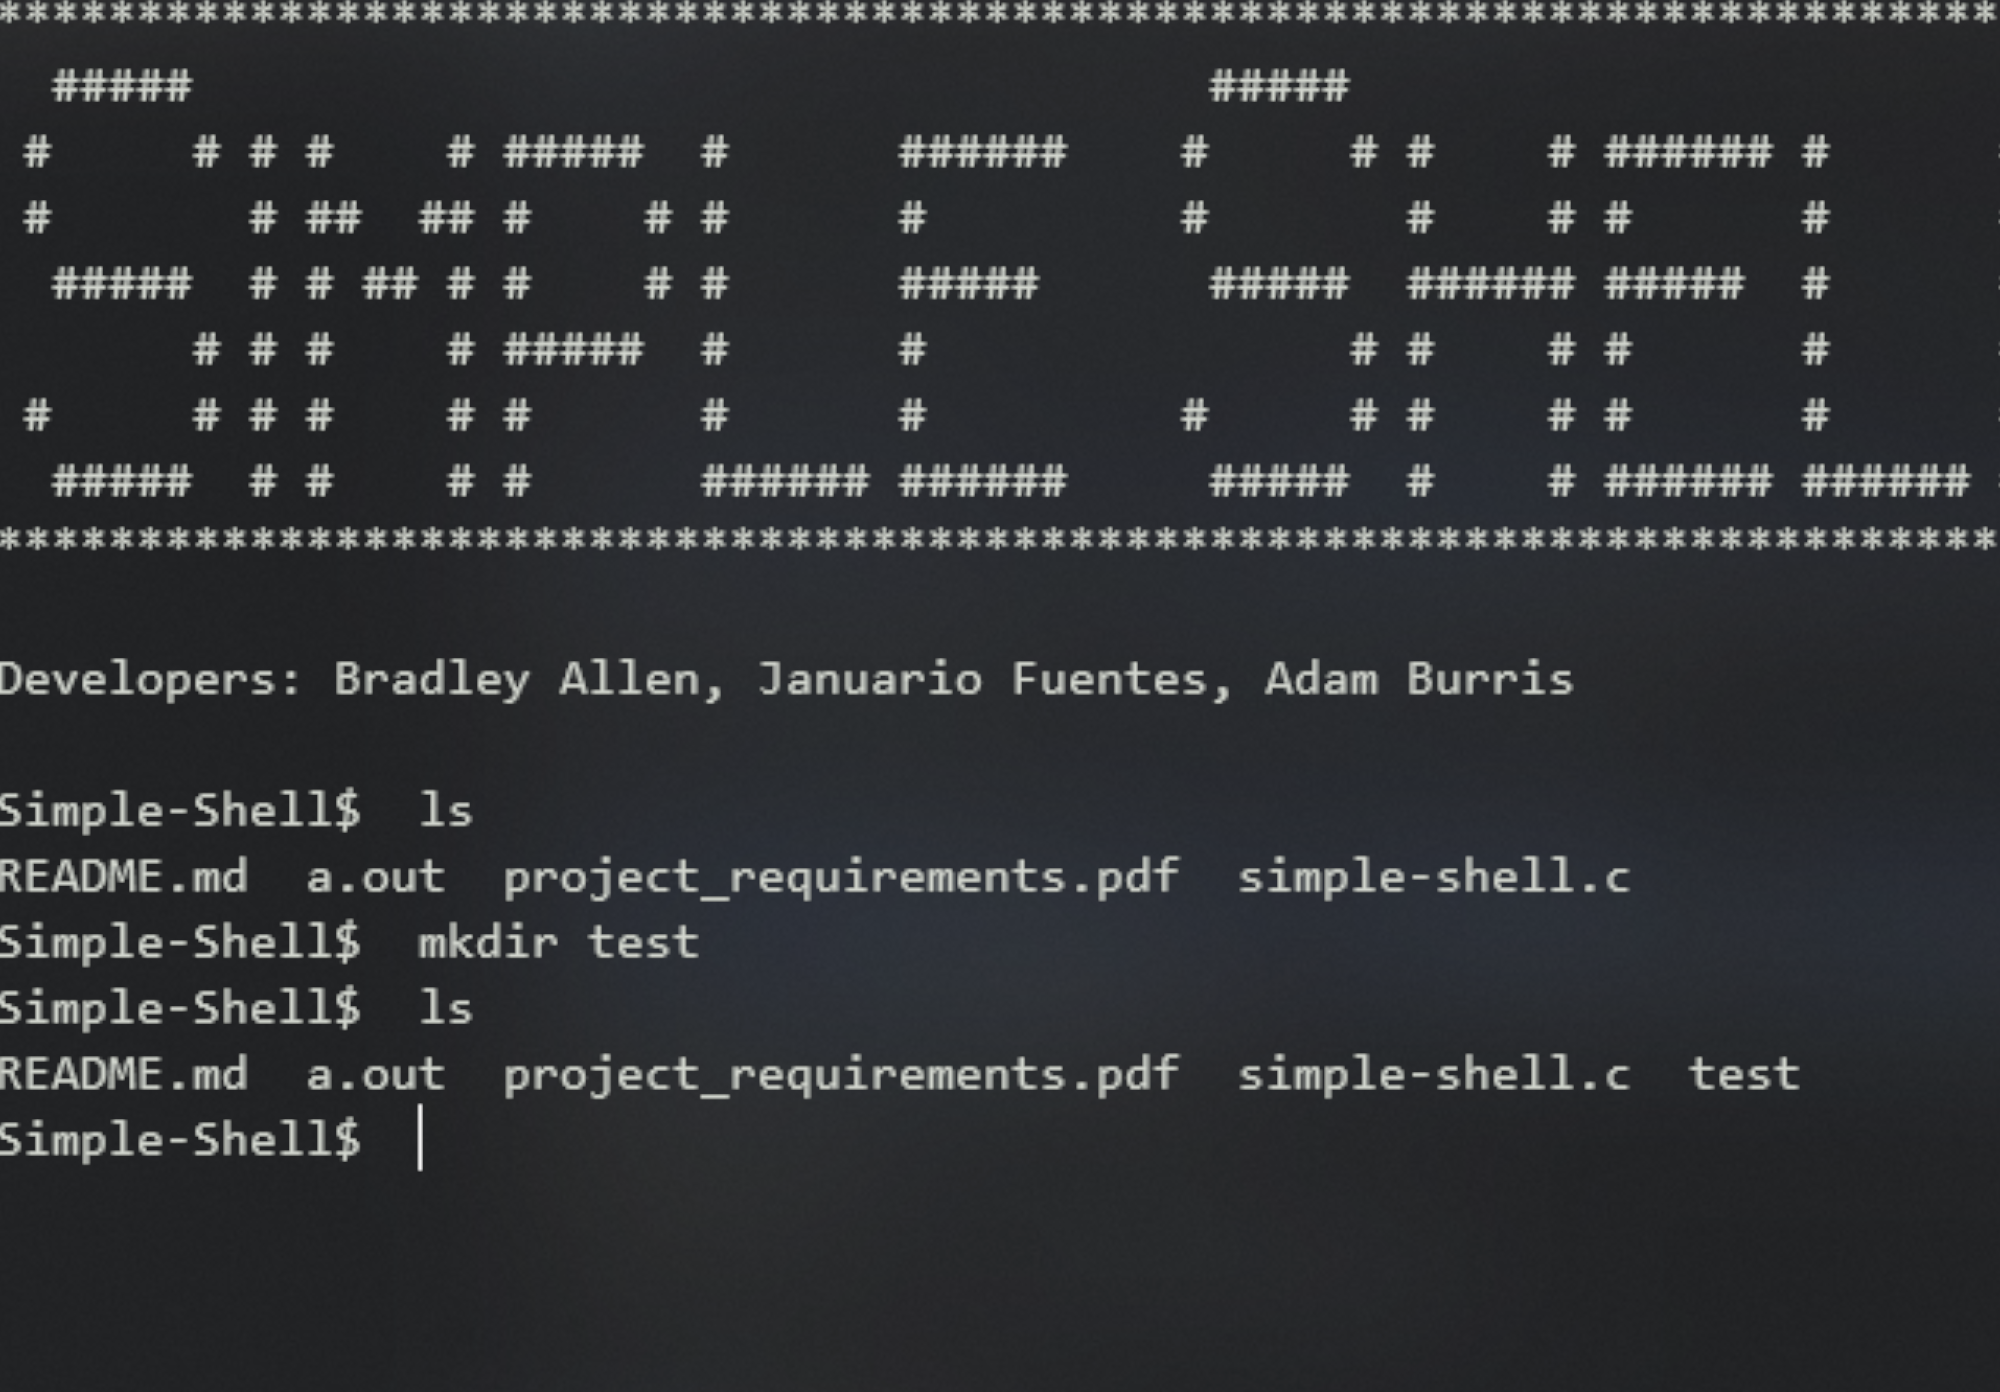 ***********************************************************************
  #####                                    #####
 #     # # #    # #####  #      ######    #     # #    # ###### #
 #       # ##  ## #    # #      #         #       #    # #      #
  #####  # # ## # #    # #      #####      #####  ###### #####  #
       # # #    # #####  #      #               # #    # #      #
 #     # # #    # #      #      #         #     # #    # #      #
  #####  # #    # #      ###### ######     #####  #    # ###### ######
***********************************************************************
Developers: Bradley Allen, Januario Fuentes, Adam Burris
Simple-Shell$  ls
README.md  a.out  project_requirements.pdf  simple-shell.c
Simple-Shell$  mkdir test
Simple-Shell$  ls
README.md  a.out  project_requirements.pdf  simple-shell.c  test
Simple-Shell$